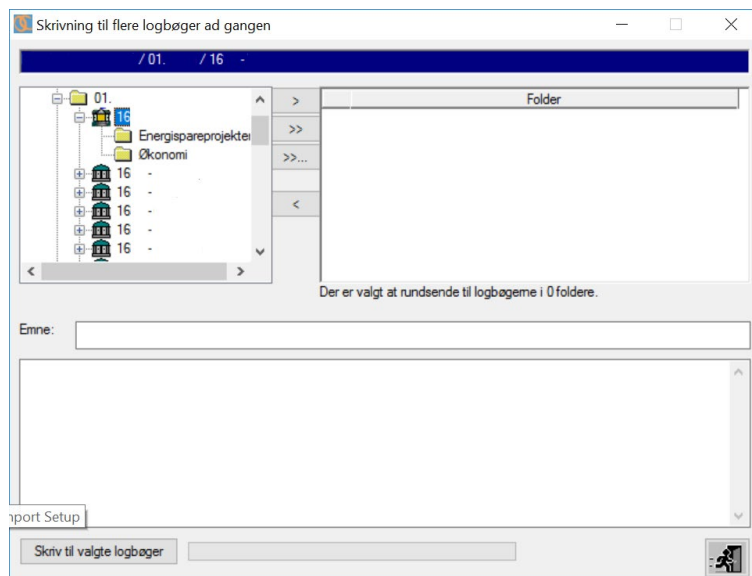 Skrivning til flere logbøger ad gangen
/ 01. / 16 -
01.
16
Energispareprojekter
Økonomi
16 -
16 -
16 -
16 -
16 -
>
>>
>>...
<
Folder
Der er valgt at rundsende til logbøgerne i 0 foldere.
Emne:
nport Setup
Skriv til valgte logbøger